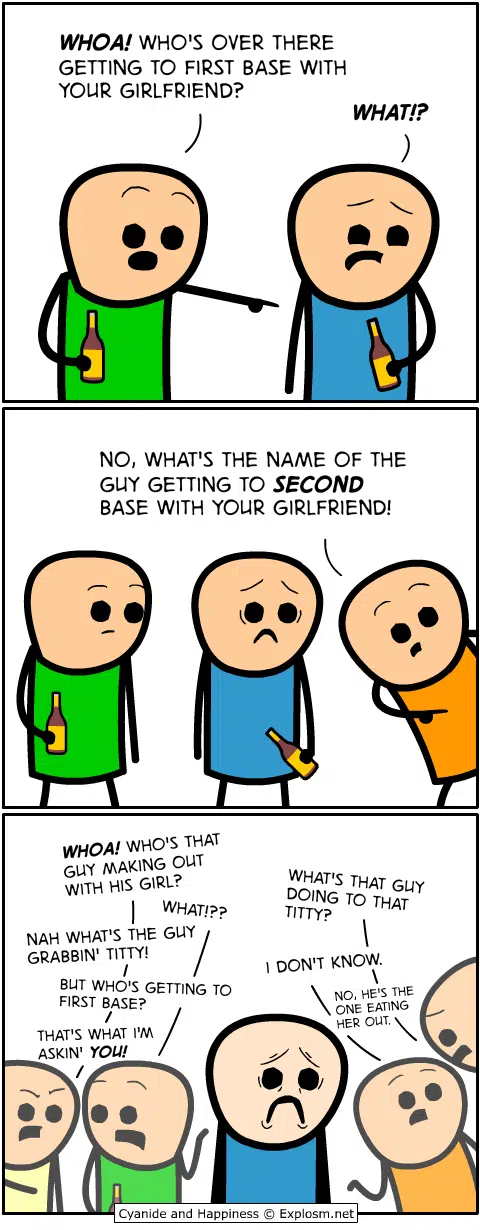 WHOA! WHO'S OVER THERE
GETTING TO FIRST BASE WITH
YOUR GIRLFRIEND?
WHAT!?
NO, WHAT'S THE NAME OF THE
GUY GETTING TO SECOND
BASE WITH YOUR GIRLFRIEND!
WHOA! WHO'S THAT
GUY MAKING OUT
WITH HIS GIRL?
WHAT!??
NAH WHAT'S THE GUY
GRABBIN' TITTY!
BUT WHO'S GETTING TO
FIRST BASE?
THAT'S WHAT I'M
ASKIN' YOU!
WHAT'S THAT GUY
DOING TO THAT
TITTY?
I DON'T KNOW.
NO, HE'S THE
ONE EATING
HER OUT.
Cyanide and Happiness © Explosm.net